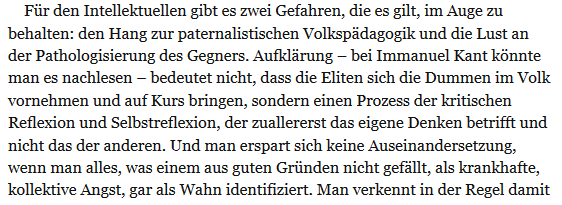 Für den Intellektuellen gibt es zwei Gefahren, die es gilt, im Auge zu
behalten: den Hang zur paternalistischen Volkspädagogik und die Lust an
der Pathologisierung des Gegners. Aufklärung – bei Immanuel Kant könnte
man es nachlesen – bedeutet nicht, dass die Eliten sich die Dummen im Volk
vornehmen und auf Kurs bringen, sondern einen Prozess der kritischen
Reflexion und Selbstreflexion, der zuallererst das eigene Denken betrifft und
nicht das der anderen. Und man erspart sich keine Auseinandersetzung,
wenn man alles, was einem aus guten Gründen nicht gefällt, als krankhafte,
kollektive Angst, gar als Wahn identifiziert. Man verkennt in der Regel damit